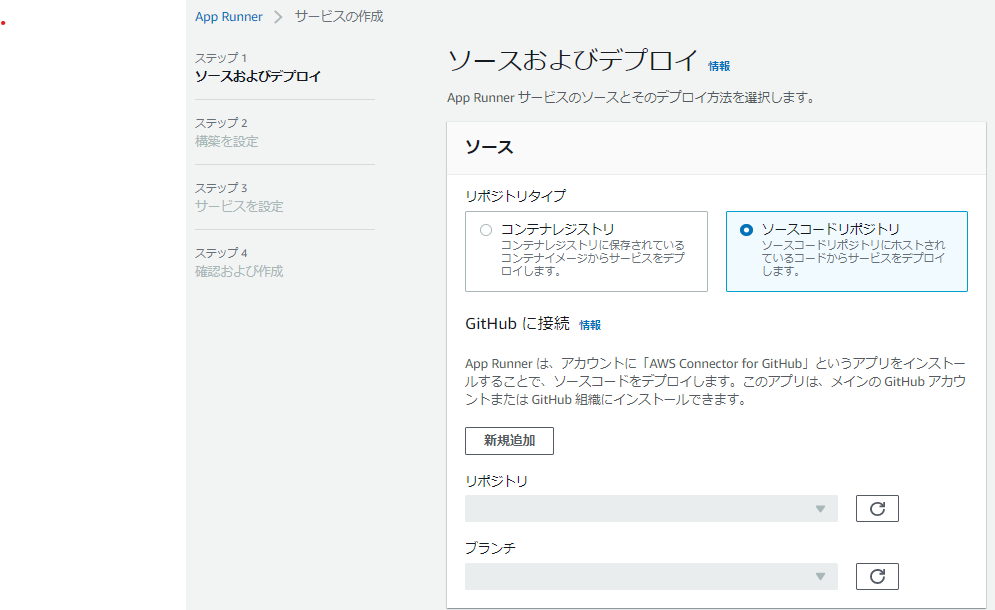 App Runner > サービスの作成
ステップ 1
ソースおよびデプロイ
ステップ 2
構築を設定
ステップ 3
サービスを設定
ステップ 4
確認および作成
ソースおよびデプロイ 情報
App Runner サービスのソースとそのデプロイ方法を選択します。
ソース
リポジトリタイプ
コンテナレジストリ
コンテナレジストリに保存されている
コンテナイメージからサービスをデプ
ロイします。
ソースコードリポジトリ
ソースコードリポジトリにホストされ
ているコードからサービスをデプロイ
します。
GitHub に接続 情報
App Runner は、アカウントに「AWS Connector for GitHub」というアプリをインストー
ルすることで、ソースコードをデプロイします。このアプリは、メインの GitHub アカウ
ントまたは GitHub 組織にインストールできます。
新規追加
リポジトリ
ブランチ